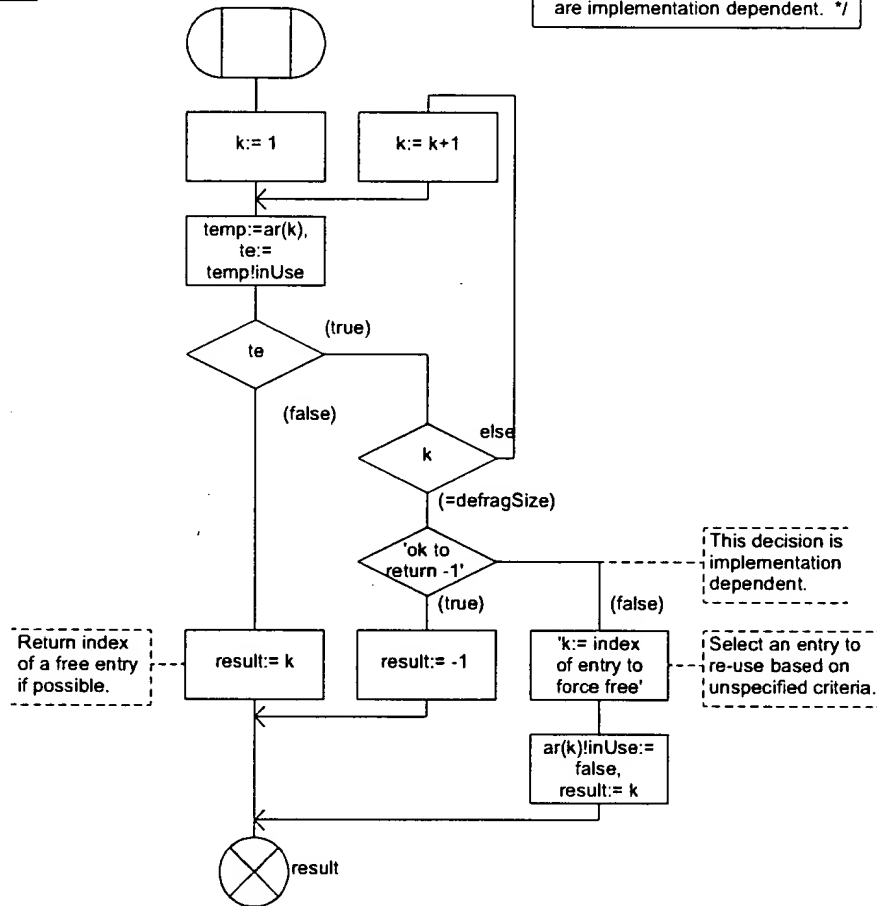 are implementation dependent. */
k:= 1
k:= k+1
temp:=ar(k),
te:=
temp!inUse
te
(true)
(false)
k
else
(=defragSize)
'ok to
return -1'
This decision is
implementation
dependent.
(true)
(false)
Return index
of a free entry
if possible.
result:= k
result:= -1
'k:= index
of entry to
force free'
Select an entry to
re-use based on
unspecified criteria.
ar(k)!inUse:=
false,
result:= k
result